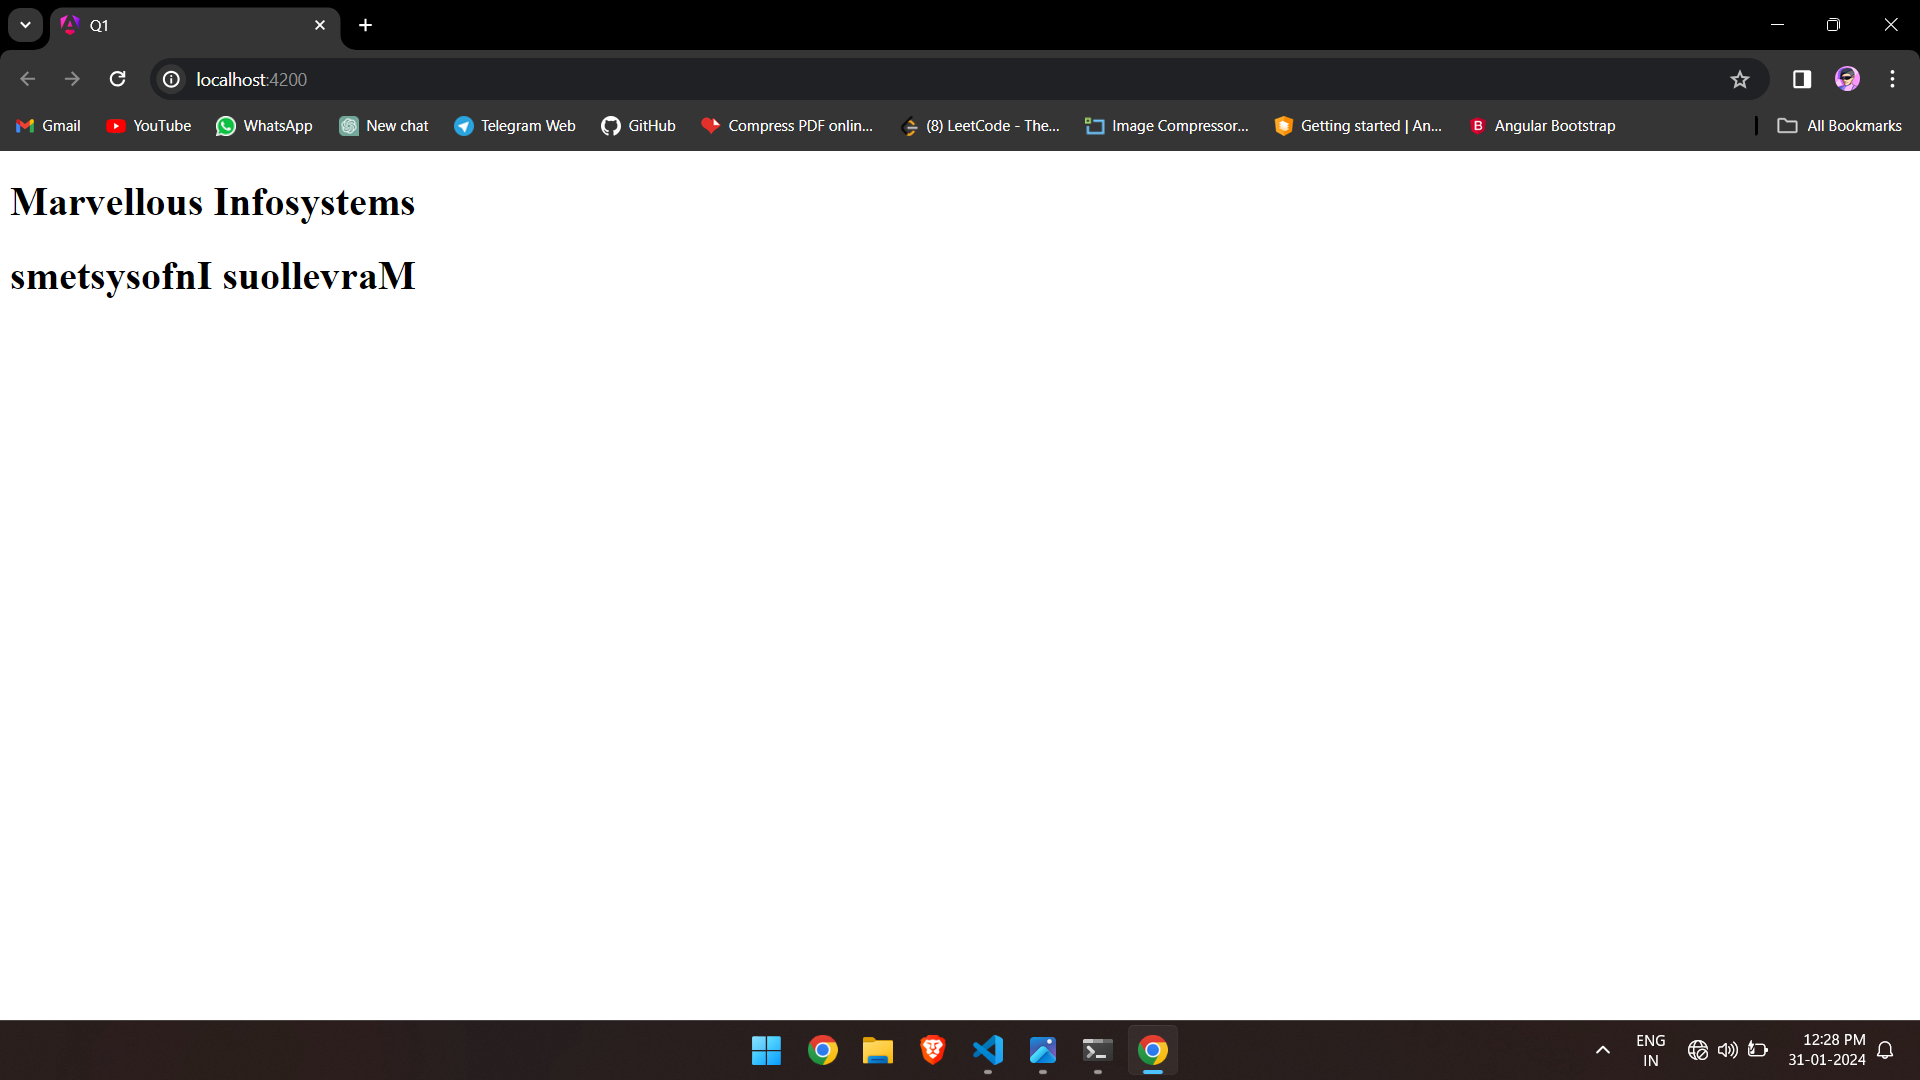 Q1
localhost:4200
Gmail YouTube WhatsApp New chat Telegram Web GitHub Compress PDF onlin... (8) LeetCode - The... Image Compressor... Getting started | An... Angular Bootstrap All Bookmarks
Marvellous Infosystems
smetsysofnI suollevraM
ENG 12:28 PM
IN 31-01-2024